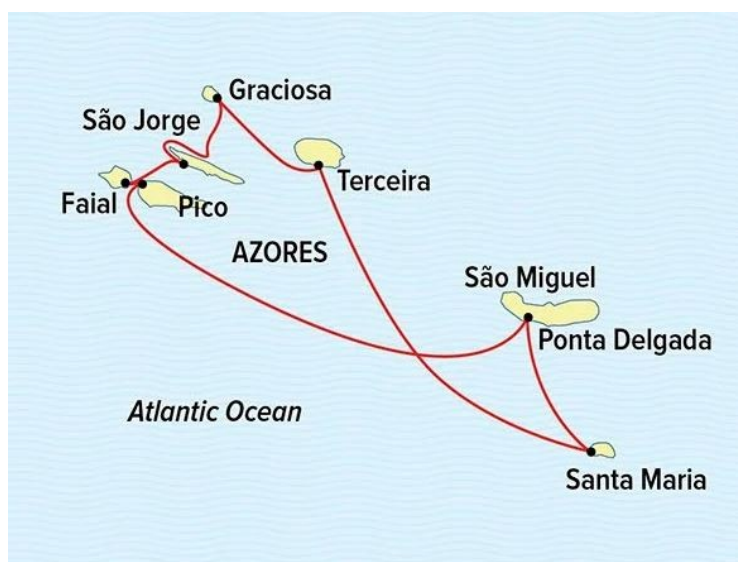 Graciosa
São Jorge
Terceira
Faial
Pico
AZORES
São Miguel
Ponta Delgada
Atlantic Ocean
Santa Maria